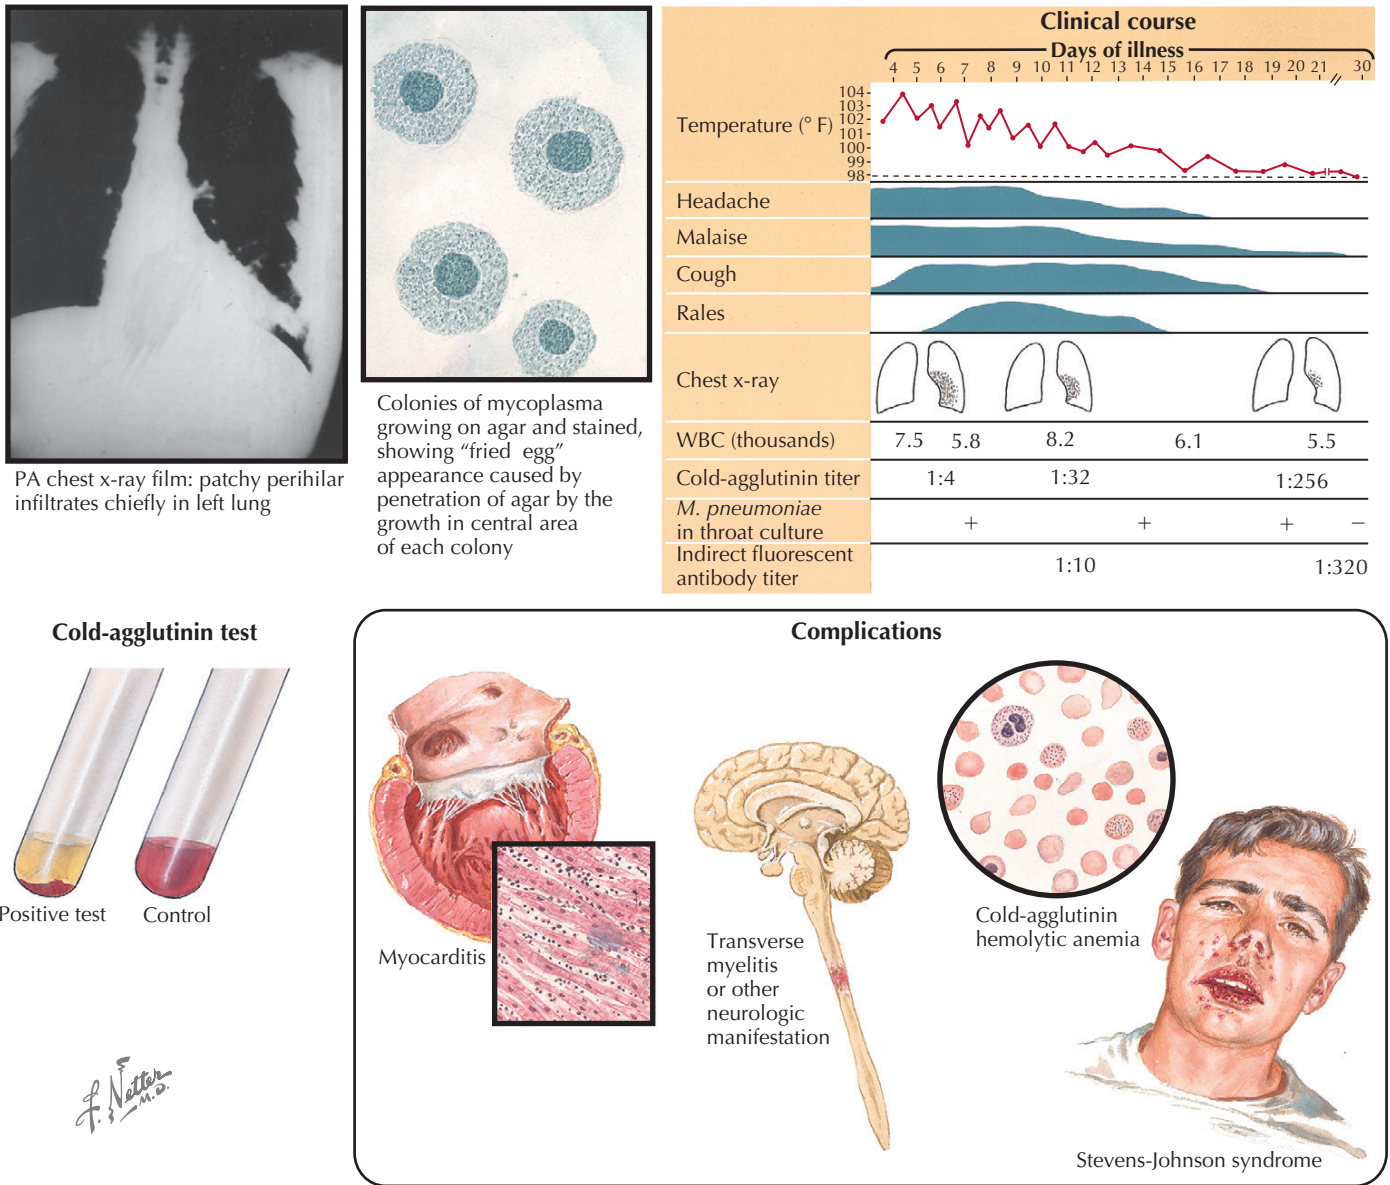 PA chest x-ray film: patchy perihilar
infiltrates chiefly in left lung
Colonies of mycoplasma
growing on agar and stained,
showing “fried egg”
appearance caused by
penetration of agar by the
growth in central area
of each colony
Clinical course
Days of illness
4 5 6 7 8 9 10 11 12 13 14 15 16 17 18 19 20 21 30
Temperature (° F)
104
103
102
101
100
99
98
Headache
Malaise
Cough
Rales
Chest x-ray
WBC (thousands) 7.5 5.8 8.2 6.1 5.5
Cold-agglutinin titer 1:4 1:32 1:256
M. pneumoniae
in throat culture + + + −
Indirect fluorescent
antibody titer 1:10 1:320
Cold-agglutinin test
Positive test Control
Complications
Myocarditis
Transverse
myelitis
or other
neurologic
manifestation
Cold-agglutinin
hemolytic anemia
Stevens-Johnson syndrome
F. Netter
M.D.